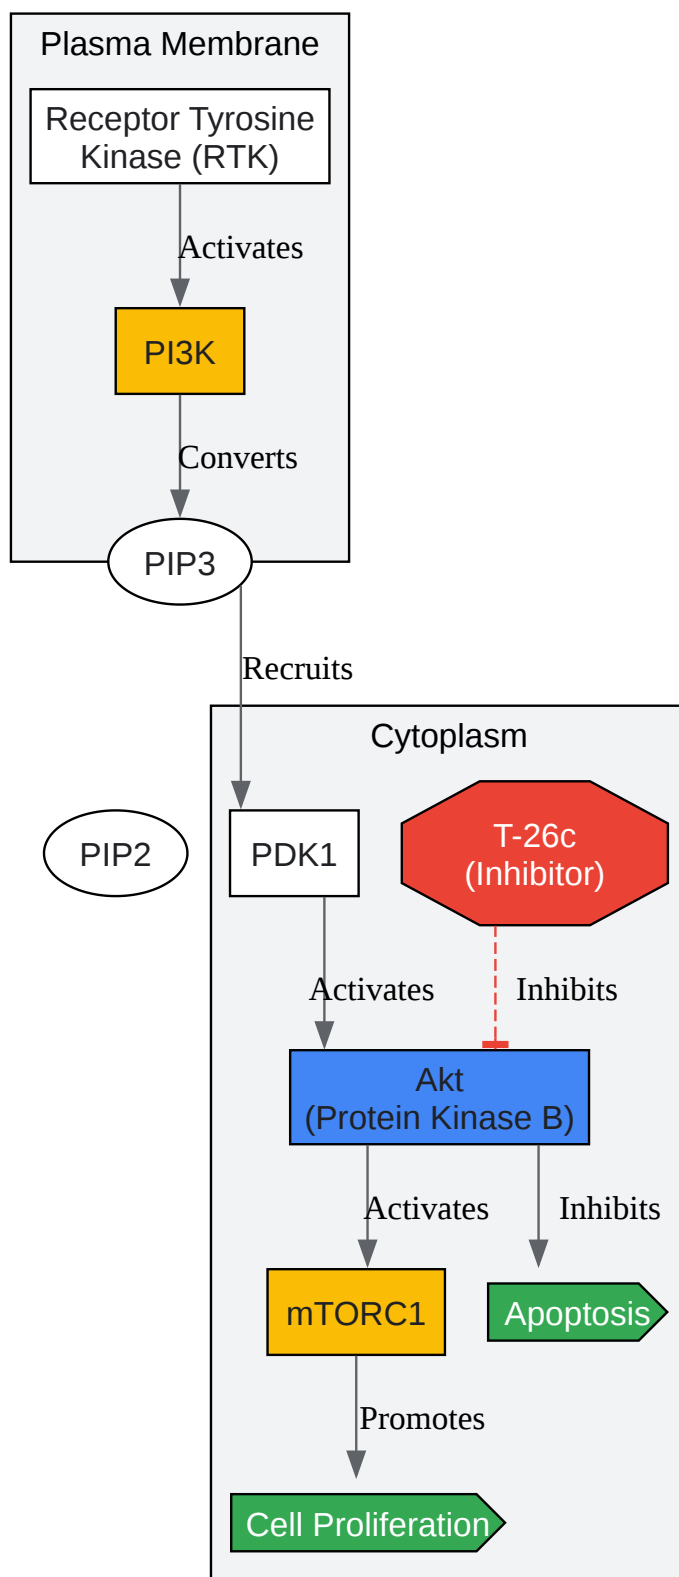 Plasma Membrane
Receptor Tyrosine
Kinase (RTK)
Activates
PI3K
Converts
PIP3
Recruits
Cytoplasm
PIP2
PDK1
T-26c
(Inhibitor)
Activates
Inhibits
Akt
(Protein Kinase B)
Activates
Inhibits
mTORC1
Apoptosis
Promotes
Cell Proliferation